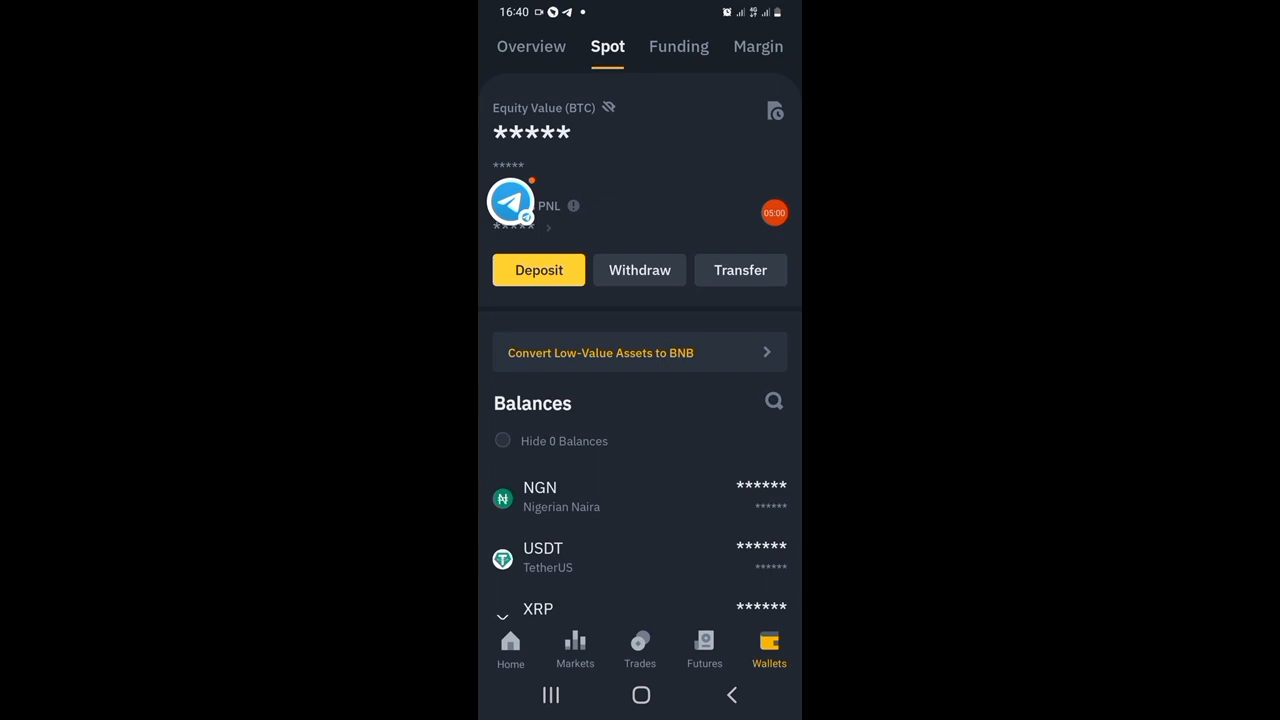 16:40
Overview Spot Funding Margin
Equity Value (BTC)
*****
*****
PNL
05:00
***** >
Deposit Withdraw Transfer
Convert Low-Value Assets to BNB
Balances
Hide 0 Balances
NGN ******
Nigerian Naira ******
USDT ******
TetherUS ******
XRP ******
Home Markets Trades Futures Wallets